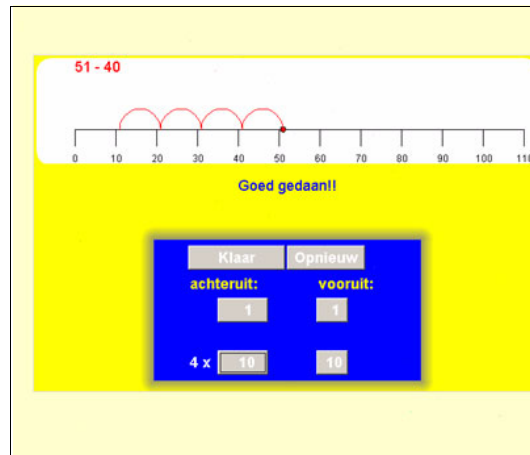 51 - 40
0 10 20 30 40 50 60 70 80 90 100 110
Goed gedaan!!
Klaar Opnieuw
achteruit: vooruit:
1 1
4 x 10 10